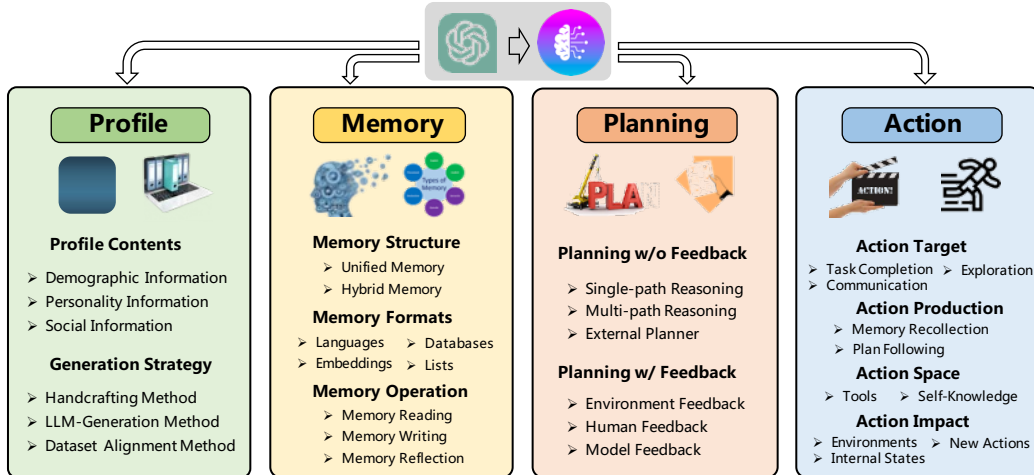 Profile
Profile Contents
Demographic Information
Personality Information
Social Information
Generation Strategy
Handcrafting Method
LLM-Generation Method
Dataset Alignment Method
Memory
Types of
Memory
Memory Structure
Unified Memory
Hybrid Memory
Memory Formats
Languages
Databases
Embeddings
Lists
Memory Operation
Memory Reading
Memory Writing
Memory Reflection
Planning
PLAN
Planning w/o Feedback
Single-path Reasoning
Multi-path Reasoning
External Planner
Planning w/ Feedback
Environment Feedback
Human Feedback
Model Feedback
Action
ACTION!
Action Target
Task Completion
Exploration
Communication
Action Production
Memory Recollection
Plan Following
Action Space
Tools
Self-Knowledge
Action Impact
Environments
New Actions
Internal States